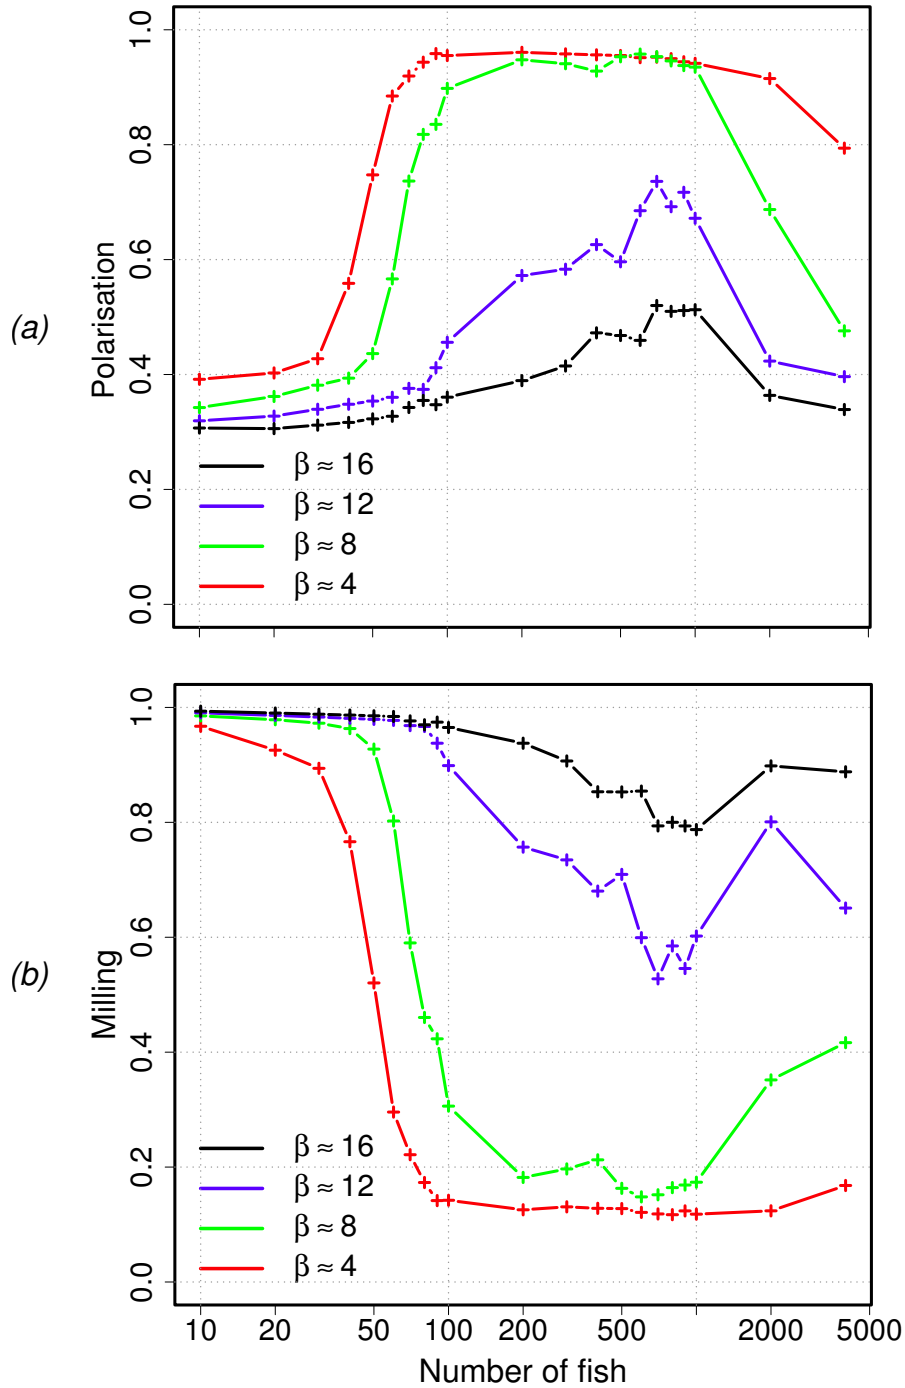 (a)
Polarisation
1.0
0.8
0.6
0.4
0.2
0.0
β ≈ 16
β ≈ 12
β ≈ 8
β ≈ 4
(b)
Milling
1.0
0.8
0.6
0.4
0.2
0.0
β ≈ 16
β ≈ 12
β ≈ 8
β ≈ 4
10 20 50 100 200 500 2000 5000
Number of fish